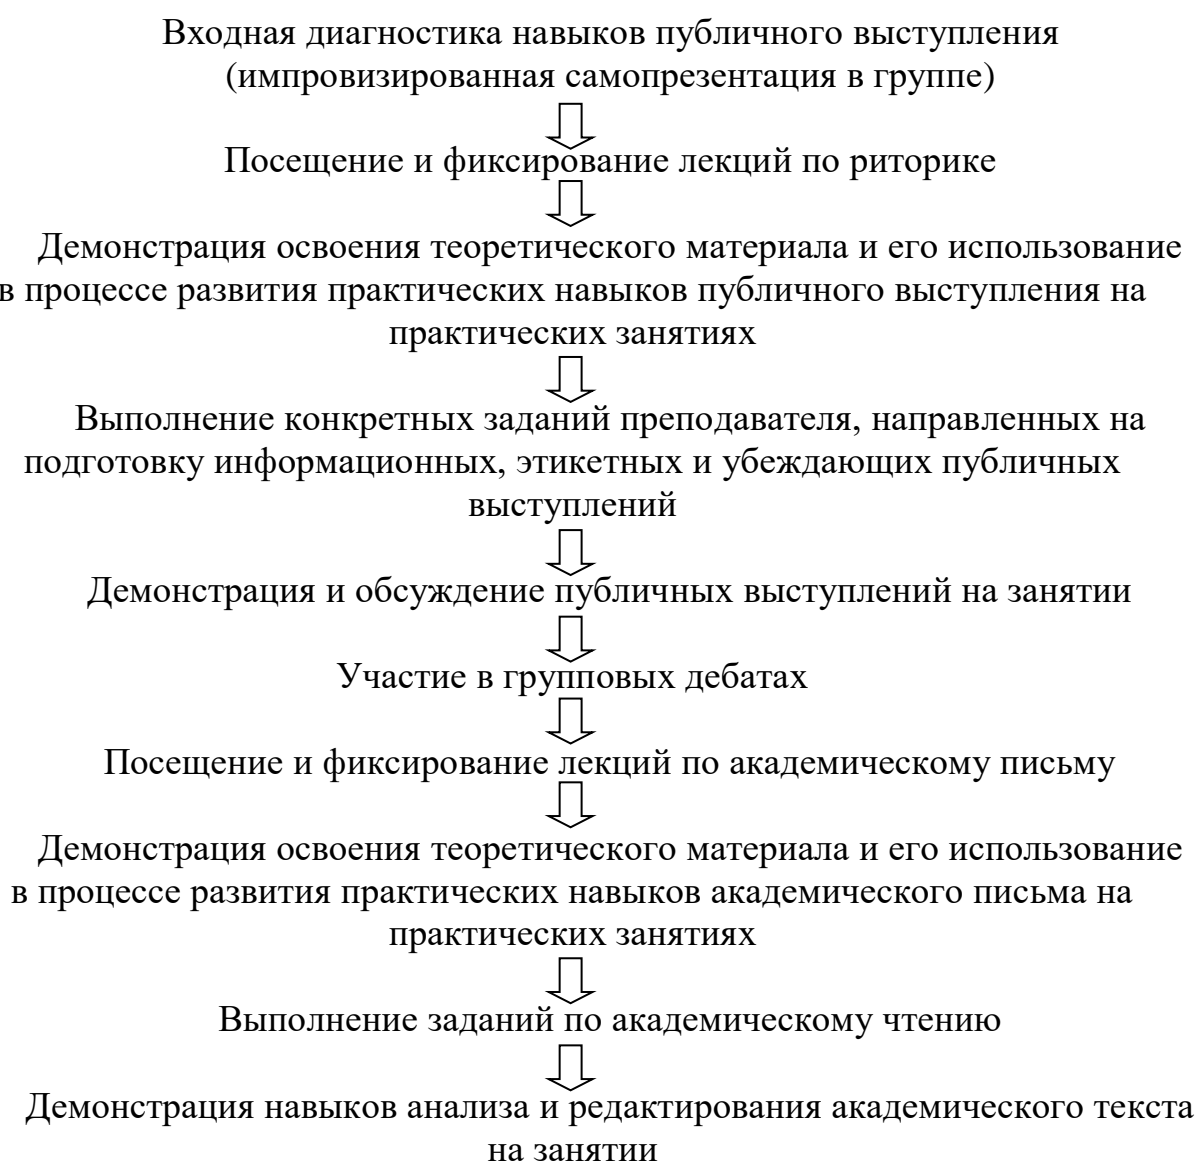 Входная диагностика навыков публичного выступления
(импровизированная самопрезентация в группе)
Посещение и фиксирование лекций по риторике
Демонстрация освоения теоретического материала и его использование
в процессе развития практических навыков публичного выступления на
практических занятиях
Выполнение конкретных заданий преподавателя, направленных на
подготовку информационных, этикетных и убеждающих публичных
выступлений
Демонстрация и обсуждение публичных выступлений на занятии
Участие в групповых дебатах
Посещение и фиксирование лекций по академическому письму
Демонстрация освоения теоретического материала и его использование
в процессе развития практических навыков академического письма на
практических занятиях
Выполнение заданий по академическому чтению
Демонстрация навыков анализа и редактирования академического текста
на занятии